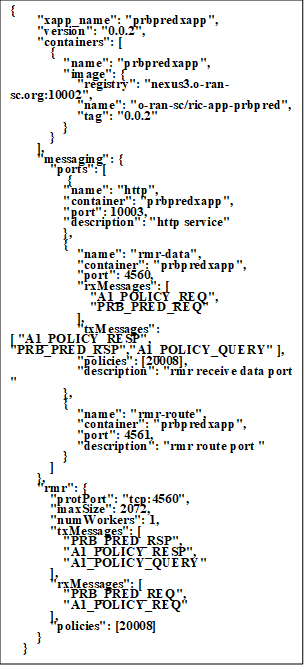 {
"xapp_name": "prbpredxapp",
"version": "0.0.2",
"containers": [
{
"name": "prbpredxapp",
"image": {
"registry": "nexus3.o-ran-
sc.org:10002",
"name": "o-ran-sc/ric-app-prbpred",
"tag": "0.0.2"
}
}
],
"messaging": {
"ports": [
{
"name": "http",
"container": "prbpredxapp",
"port": 10003,
"description": "http service"
},
{
"name": "rmr-data",
"container": "prbpredxapp",
"port": 4560,
"rxMessages": [
"A1_POLICY_REQ",
"PRB_PRED_REQ"
],
"txMessages":
[ "A1_POLICY_RESP",
"PRB_PRED_RSP","A1_POLICY_QUERY" ],
"policies": [20008],
"description": "rmr receive data port
"
},
{
"name": "rmr-route",
"container": "prbpredxapp",
"port": 4561,
"description": "rmr route port "
}
]
},
"rmr": {
"protPort": "tcp:4560",
"maxSize": 2072,
"numWorkers": 1,
"txMessages": [
"PRB_PRED_RSP",
"A1_POLICY_RESP",
"A1_POLICY_QUERY"
],
"rxMessages": [
"PRB_PRED_REQ",
"A1_POLICY_REQ"
],
"policies": [20008]
}
}